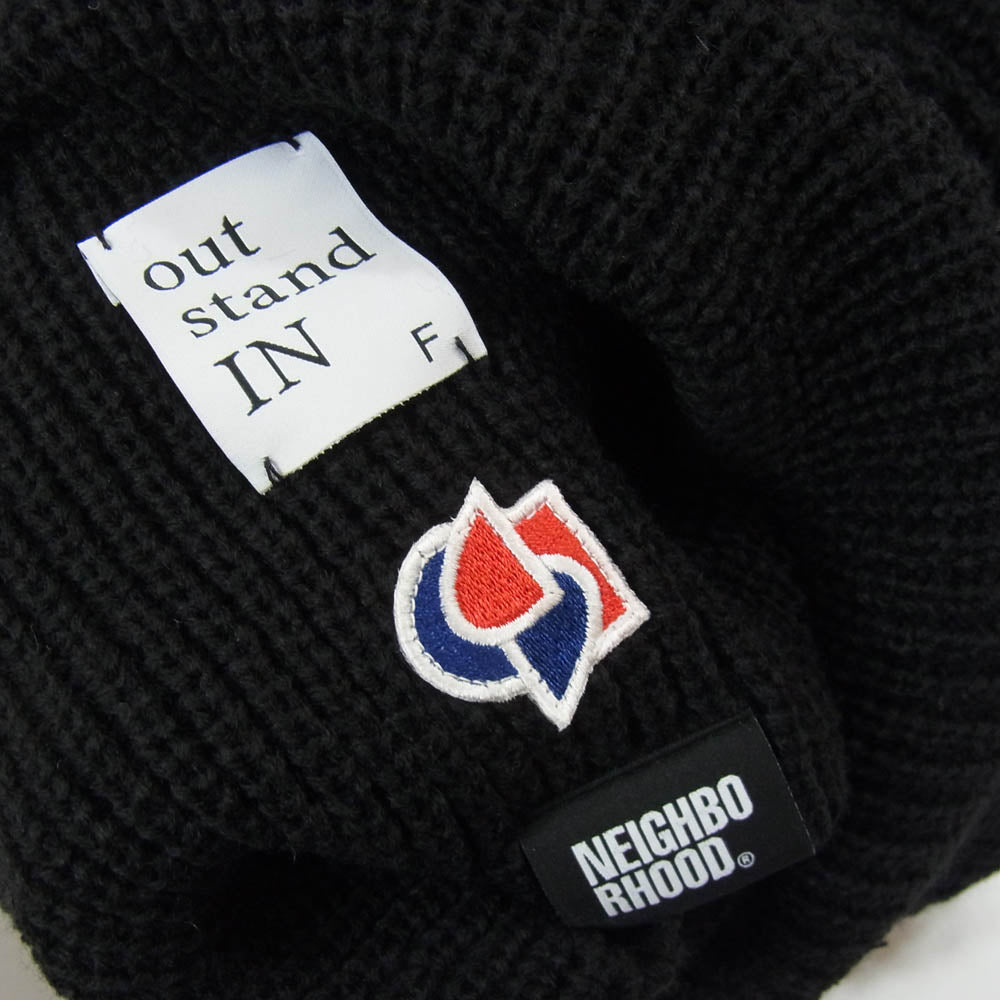 out
stand
IN
F
NEIGHBO
RHOOD®